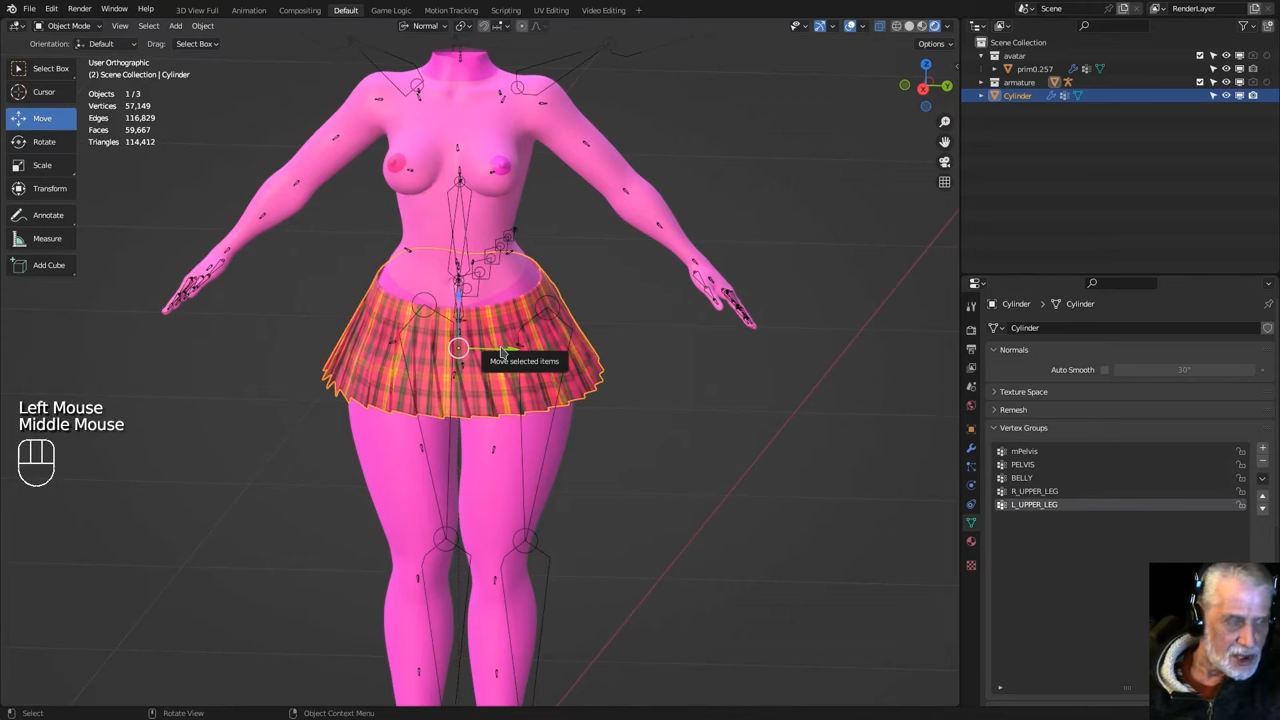 File Edit Render Window Help 3D View Full Animation Compositing Default Game Logic Motion Tracking Scripting UV Editing Video Editing + Scene RenderLayer
Object Mode View Select Add Object Normal
Orientation: Default Drag: Select Box Options
Select Box
Cursor
Move
Rotate
Scale
Transform
Annotate
Measure
Add Cube
User Orthographic
(2) Scene Collection | Cylinder
Objects 1/3
Vertices 57,149
Edges 116,829
Faces 59,667
Triangles 114,412
Move selected items
Left Mouse
Middle Mouse
Scene Collection
avatar
prim0.257
armature
Cylinder
Cylinder > Cylinder
Cylinder
Normals
Auto Smooth 30°
Texture Space
Remesh
Vertex Groups
mPelvis
PELVIS
BELLY
R_UPPER_LEG
L_UPPER_LEG
Select Rotate View Object Context Menu